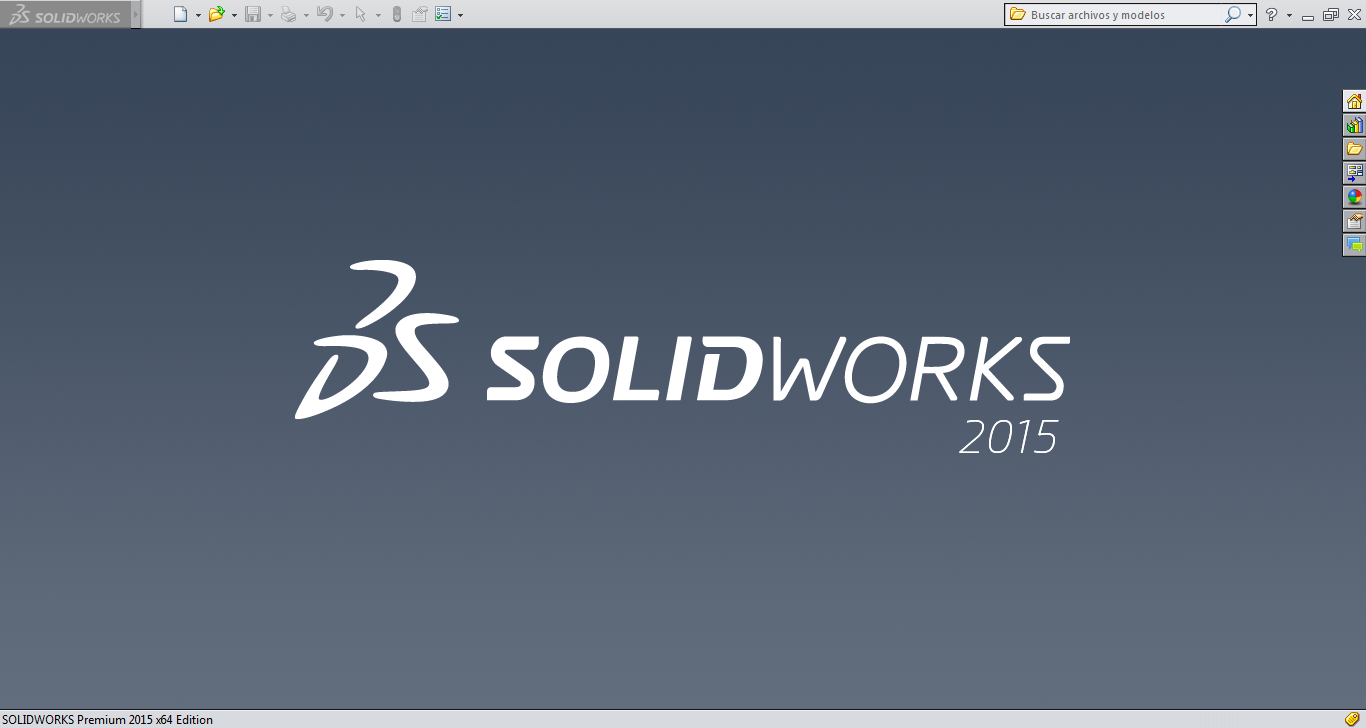 SOLIDWORKS
Buscar archivos y modelos
SOLIDWORKS
2015
SOLIDWORKS Premium 2015 x64 Edition